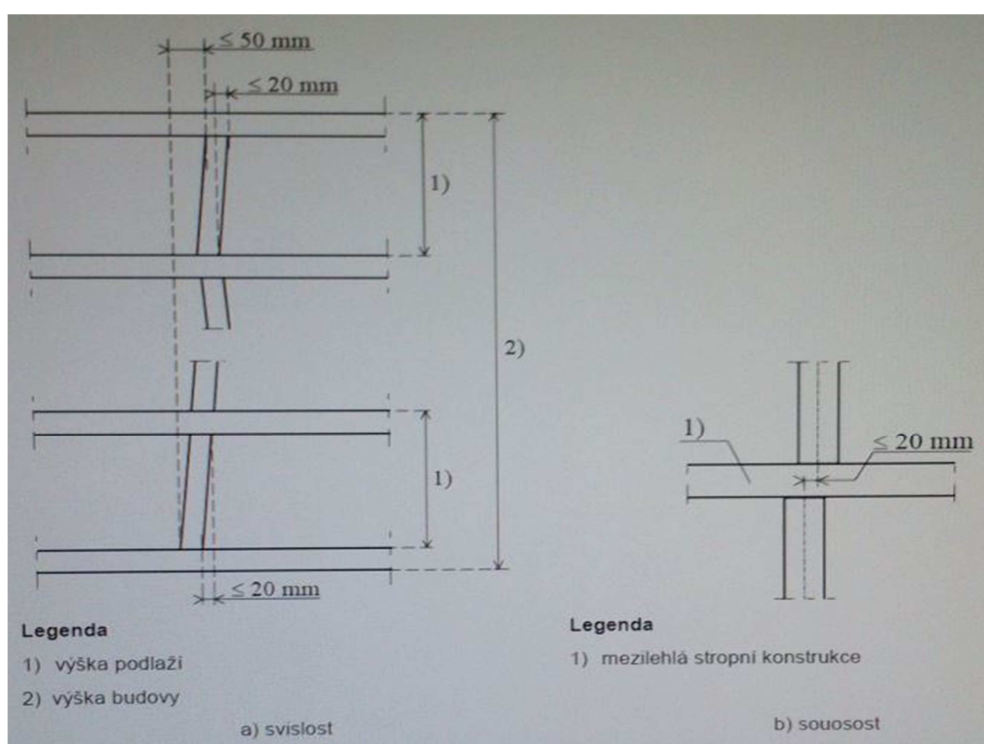 ≤ 50 mm
≤ 20 mm
1)
2)
1)
≤ 20 mm
Legenda
1) výška podlaží
2) výška budovy
a) svislost
1)
≤ 20 mm
Legenda
1) mezilehlá stropní konstrukce
b) souosost